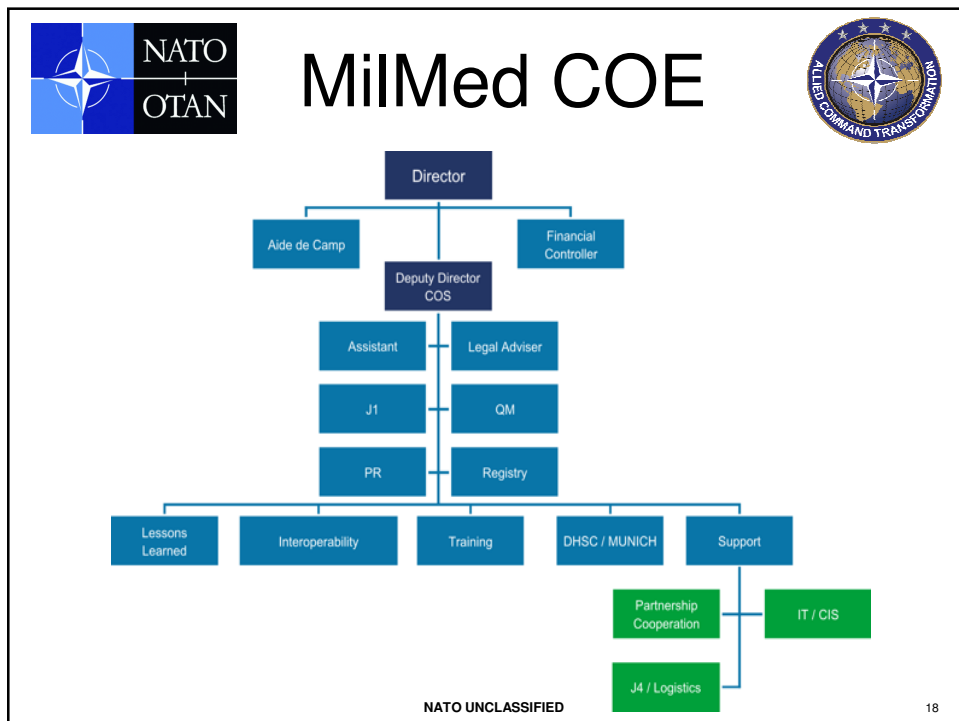 NATO
OTAN
MilMed COE
ALLIED COMMAND TRANSFORMATION
Director
Aide de Camp
Financial
Controller
Deputy Director
COS
Assistant
Legal Adviser
J1
QM
PR
Registry
Lessons
Learned
Interoperability
Training
DHSC / MUNICH
Support
Partnership
Cooperation
IT / CIS
J4 / Logistics
NATO UNCLASSIFIED
18